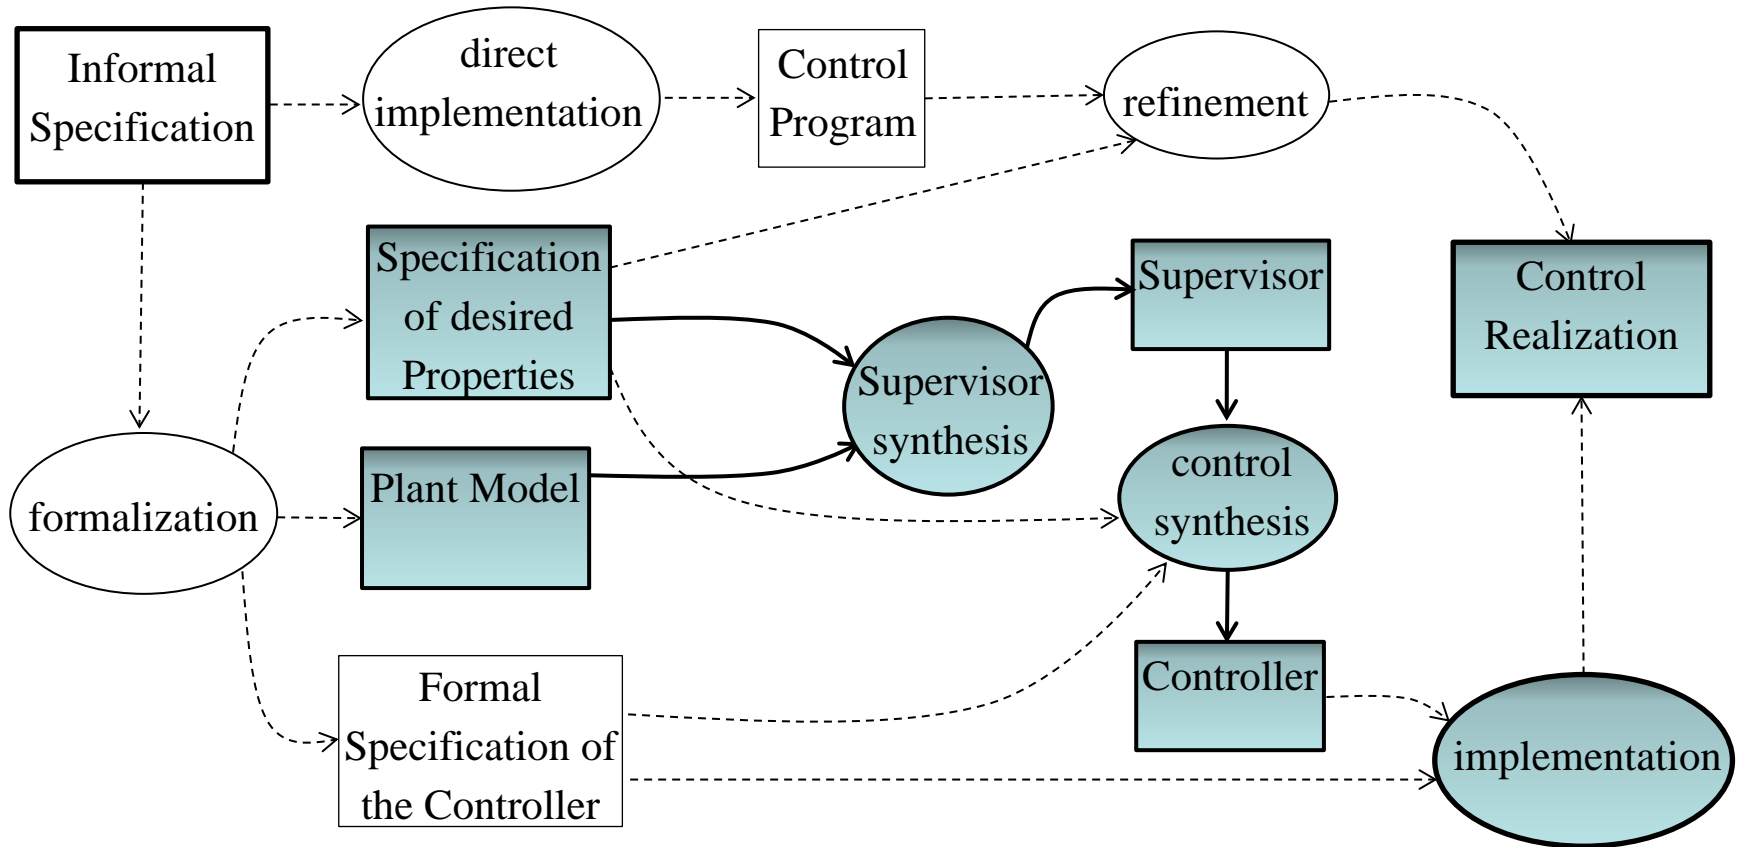 Informal
Specification
direct
implementation
Control
Program
refinement
Specification
of desired
Properties
Supervisor
synthesis
Supervisor
Control
Realization
Plant Model
control
synthesis
formalization
Formal
Specification of
the Controller
Controller
implementation